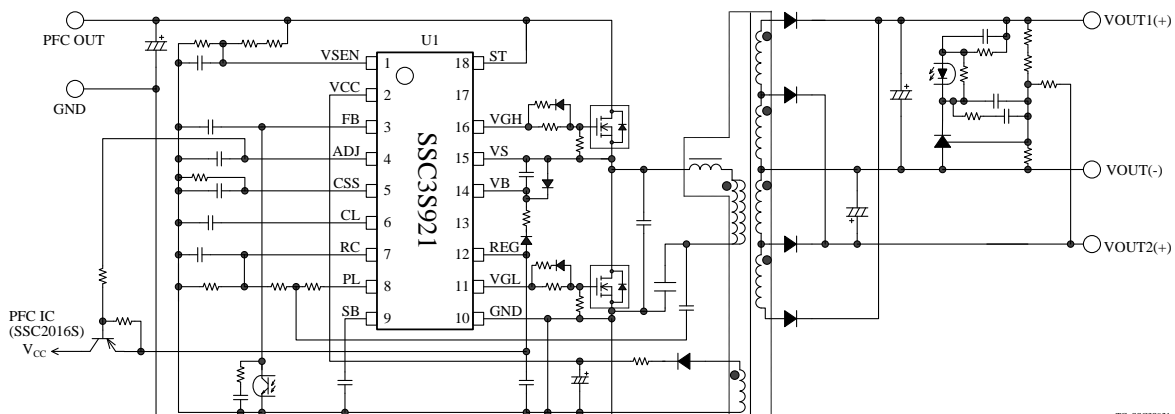 PFC OUT
GND
U1
VSEN 1
VCC 2
FB 3
ADJ 4
CSS 5
CL 6
RC 7
PL 8
SB 9
SSC3S921
18 ST
17
16 VGH
15 VS
14 VB
13
12 REG
11 VGL
10 GND
PFC IC
(SSC2016S)
VCC
VOUT1(+)
VOUT(-)
VOUT2(+)